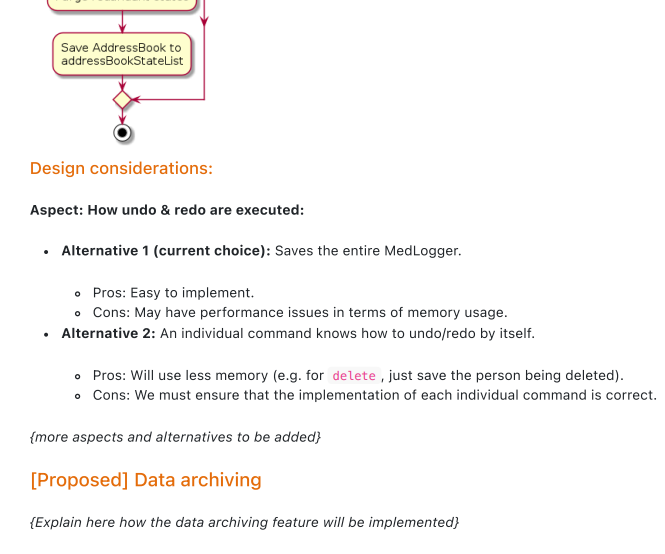 Save AddressBook to
addressBookStateList
Design considerations:
Aspect: How undo & redo are executed:
Alternative 1 (current choice): Saves the entire MedLogger.
Pros: Easy to implement.
Cons: May have performance issues in terms of memory usage.
Alternative 2: An individual command knows how to undo/redo by itself.
Pros: Will use less memory (e.g. for delete, just save the person being deleted).
Cons: We must ensure that the implementation of each individual command is correct.
{more aspects and alternatives to be added}
[Proposed] Data archiving
{Explain here how the data archiving feature will be implemented}